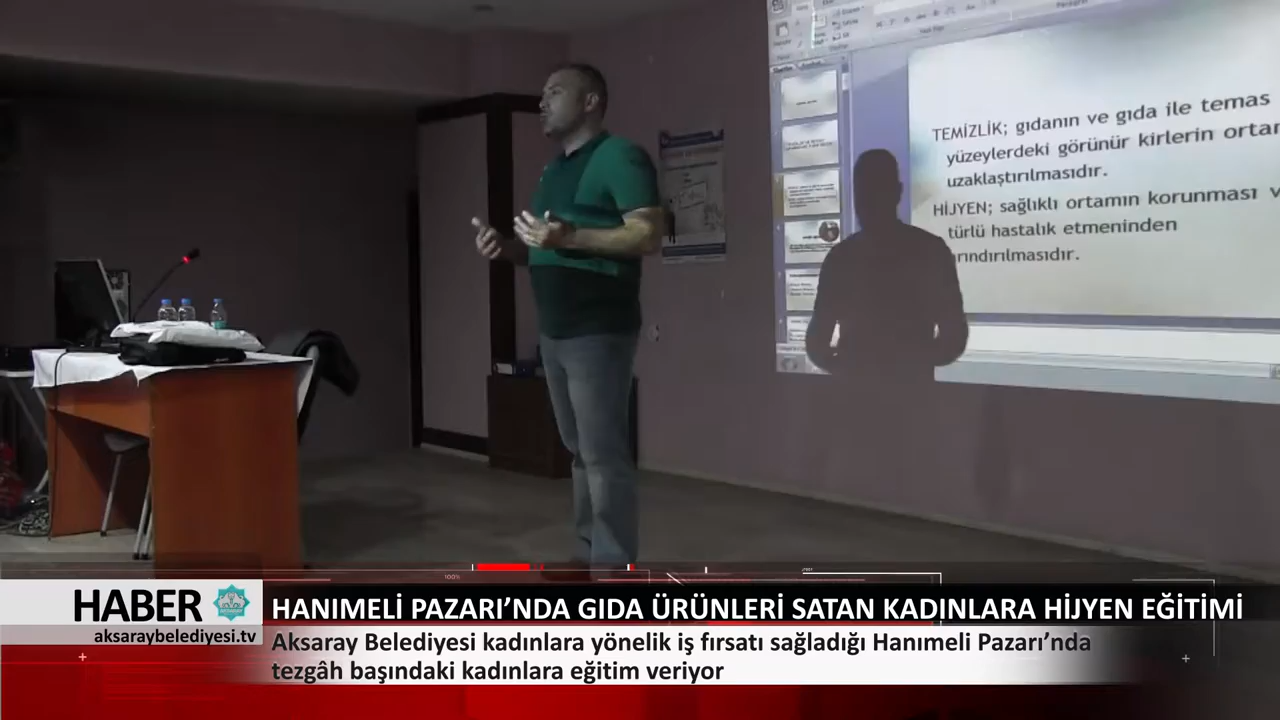 TEMİZLİK; gıdanın ve gıda ile temas
yüzeylerdeki görünür kirlerin ortam
uzaklaştırılmasıdır.
HİJYEN; sağlıklı ortamın korunması v
türlü hastalık etmeninden
arındırılmasıdır.
100%
HABER
aksaraybelediyesi.tv
HANIMELİ PAZARI’NDA GIDA ÜRÜNLERİ SATAN KADINLARA HİJYEN EĞİTİMİ
Aksaray Belediyesi kadınlara yönelik iş fırsatı sağladığı Hanımeli Pazarı’nda
tezgâh başındaki kadınlara eğitim veriyor